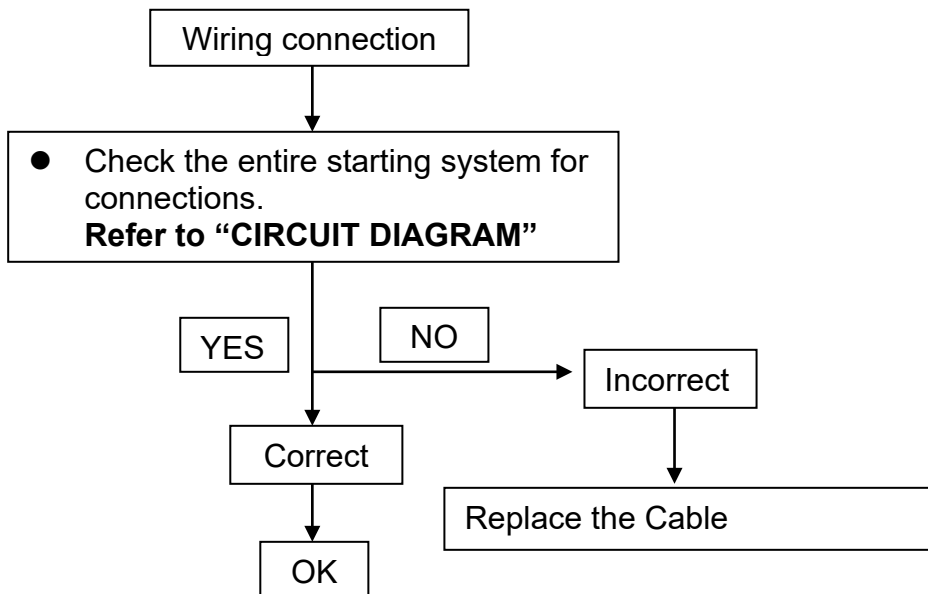 Wiring connection
● Check the entire starting system for
connections.
Refer to “CIRCUIT DIAGRAM”
YES
NO
Incorrect
Correct
Replace the Cable
OK